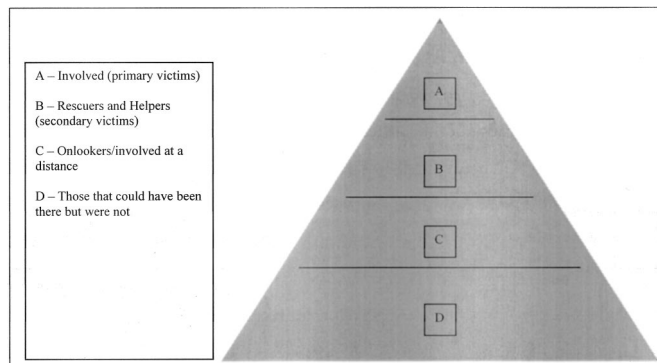 A – Involved (primary victims)
B – Rescuers and Helpers
(secondary victims)
C – Onlookers/involved at a
distance
D – Those that could have been
there but were not
A
B
C
D